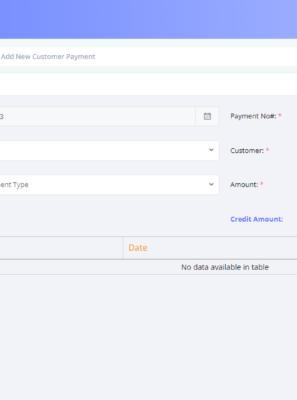 Add New Customer Payment
3
Payment No#: *
Customer: *
ent Type
Amount: *
Credit Amount:
Date
No data available in table